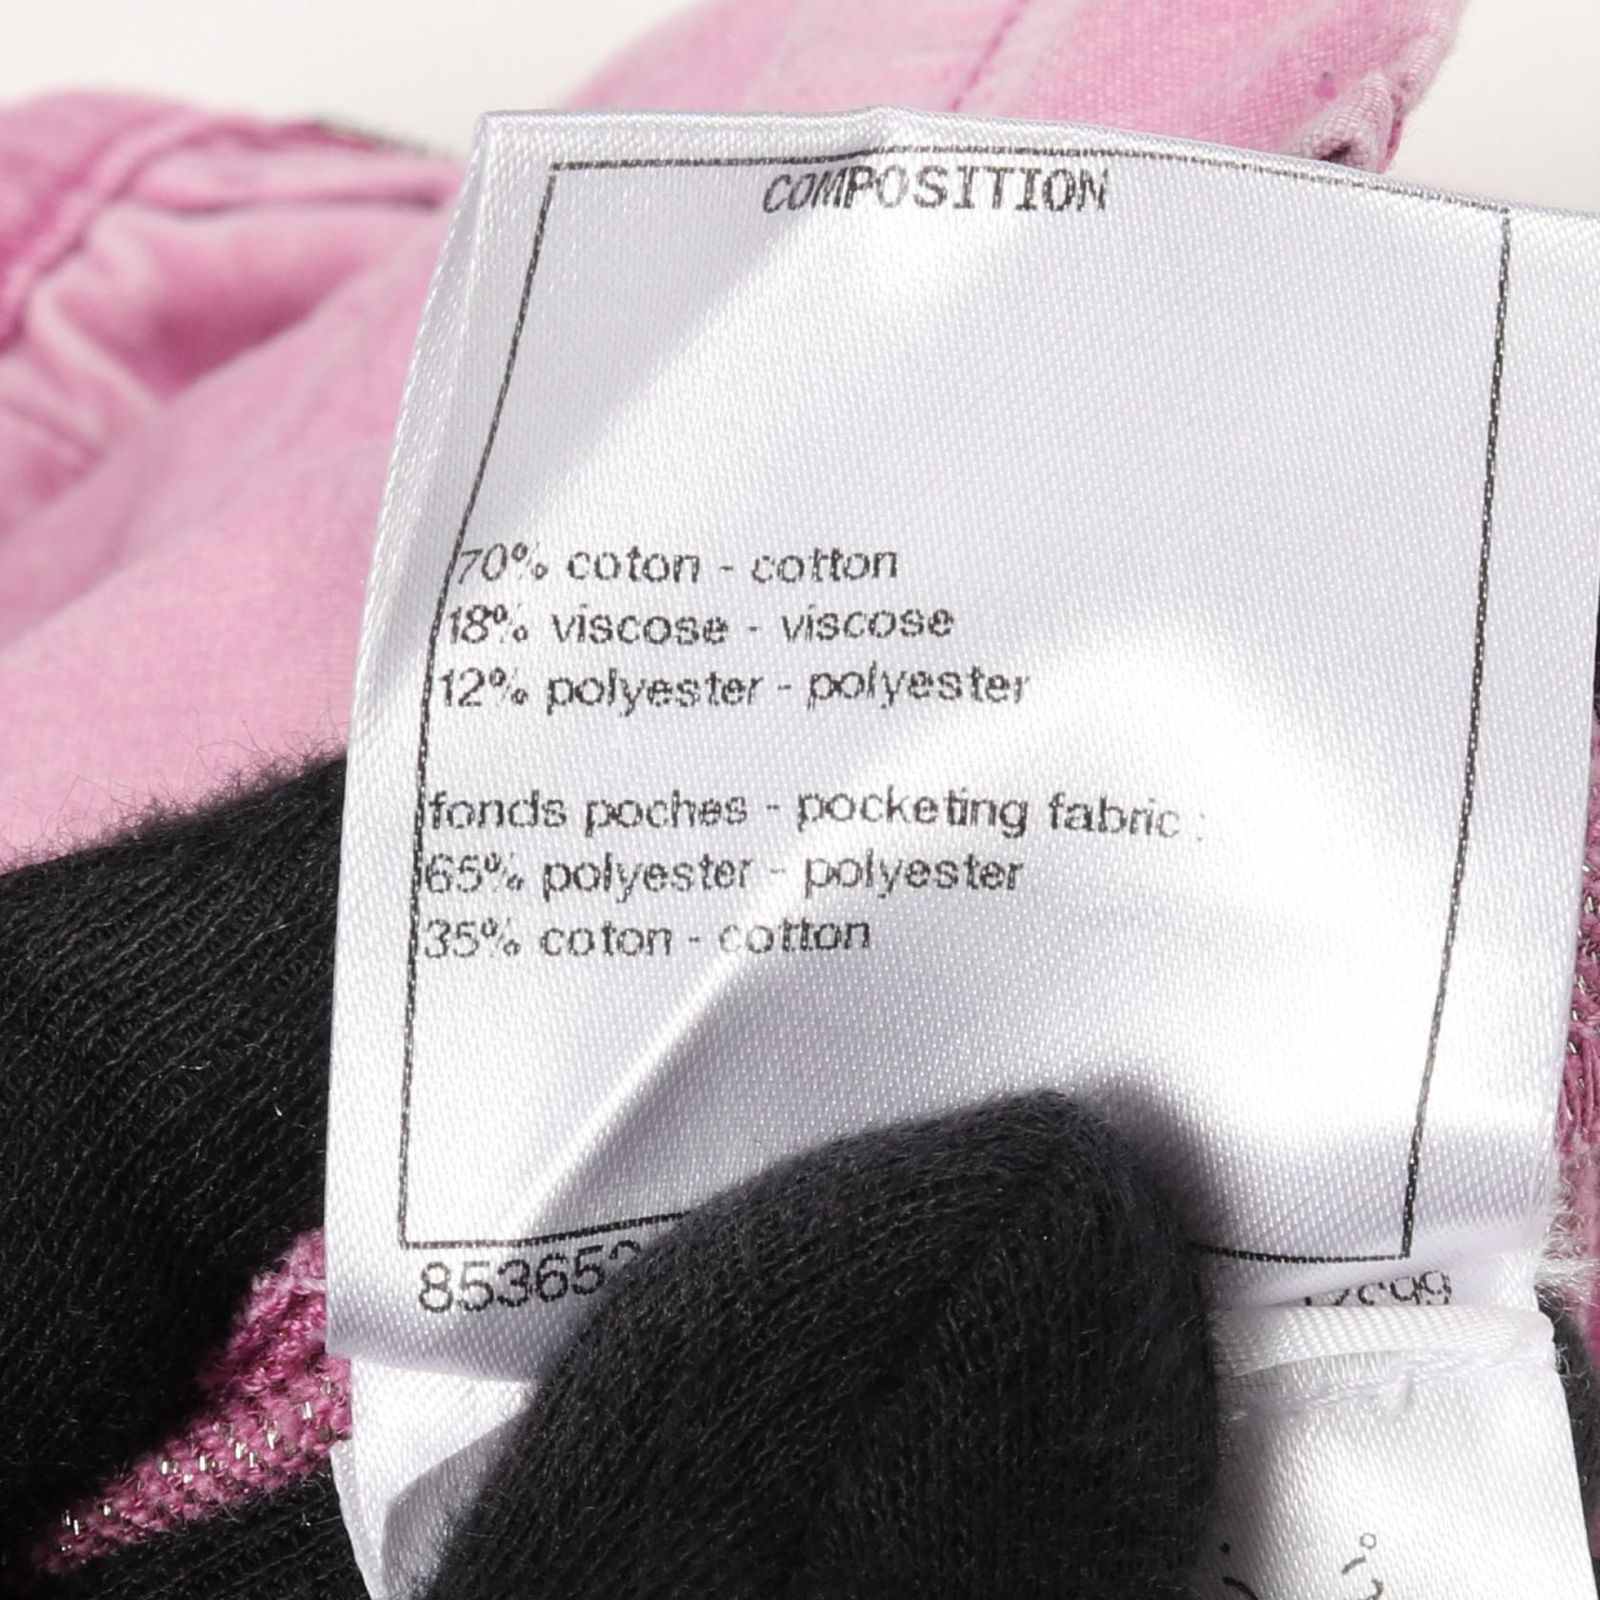 COMPOSITION
70% coton - cotton
18% viscose - viscose
12% polyester - polyester
fonds poches - pocketing fabric :
65% polyester - polyester
35% coton - cotton